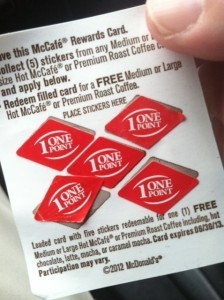 ve this McCafé® Rewards Card.
ollect (5) stickers from any Medium or
ize Hot McCafé® or Premium Roast Coffee
and apply below.
Redeem filled card for a FREE Medium or Large
Hot McCafé® or Premium Roast Coffee.
PLACE STICKERS HERE
1 ONE POINT
1 ONE POINT
1 ONE POINT
1 ONE POINT
1 ONE POINT
Loaded card with five stickers redeemable for one (1) FREE
Medium or Large Hot McCafé® or Premium Roast Coffee including, hot
chocolate, latte, mocha, or caramel mocha. Card expires 06/30/13.
Participation may vary.
©2012 McDonald's®